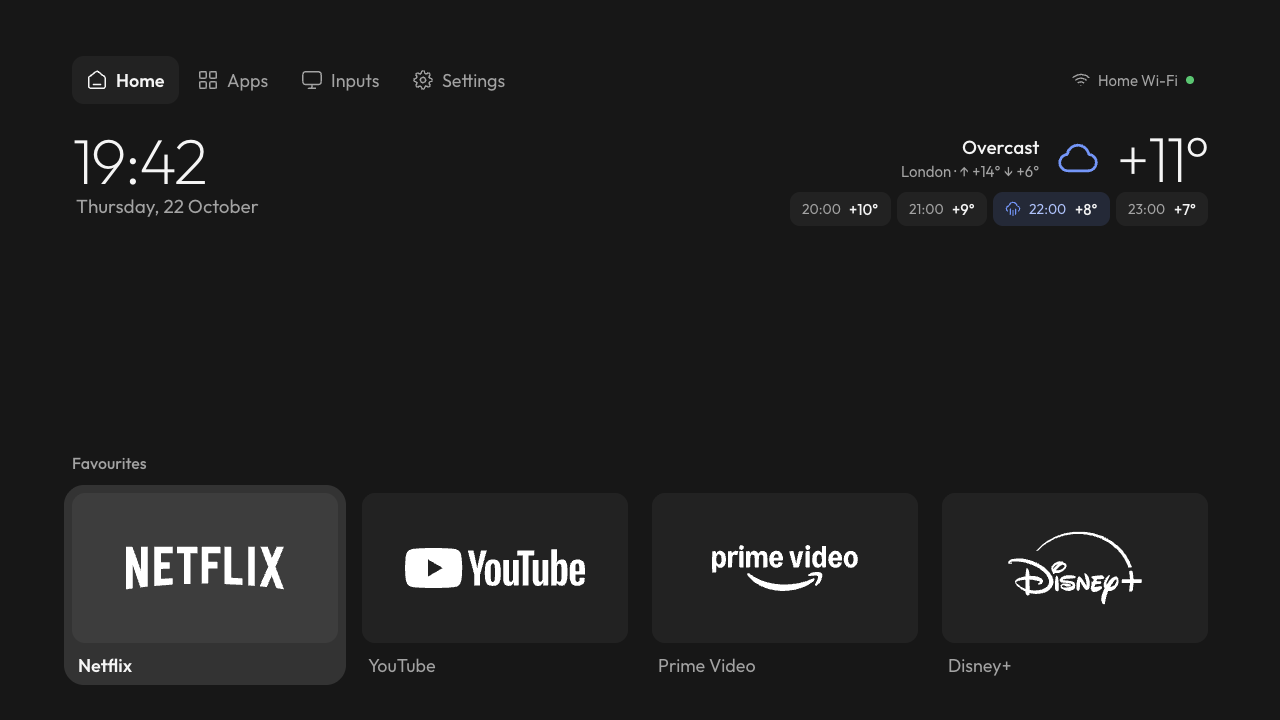 Home
Apps
Inputs
Settings
Home Wi-Fi
19:42
Thursday, 22 October
Overcast
London · ↑ +14° ↓ +6°
+11°
20:00 +10°
21:00 +9°
22:00 +8°
23:00 +7°
Favourites
NETFLIX
YouTube
prime video
Disney+
Netflix
YouTube
Prime Video
Disney+